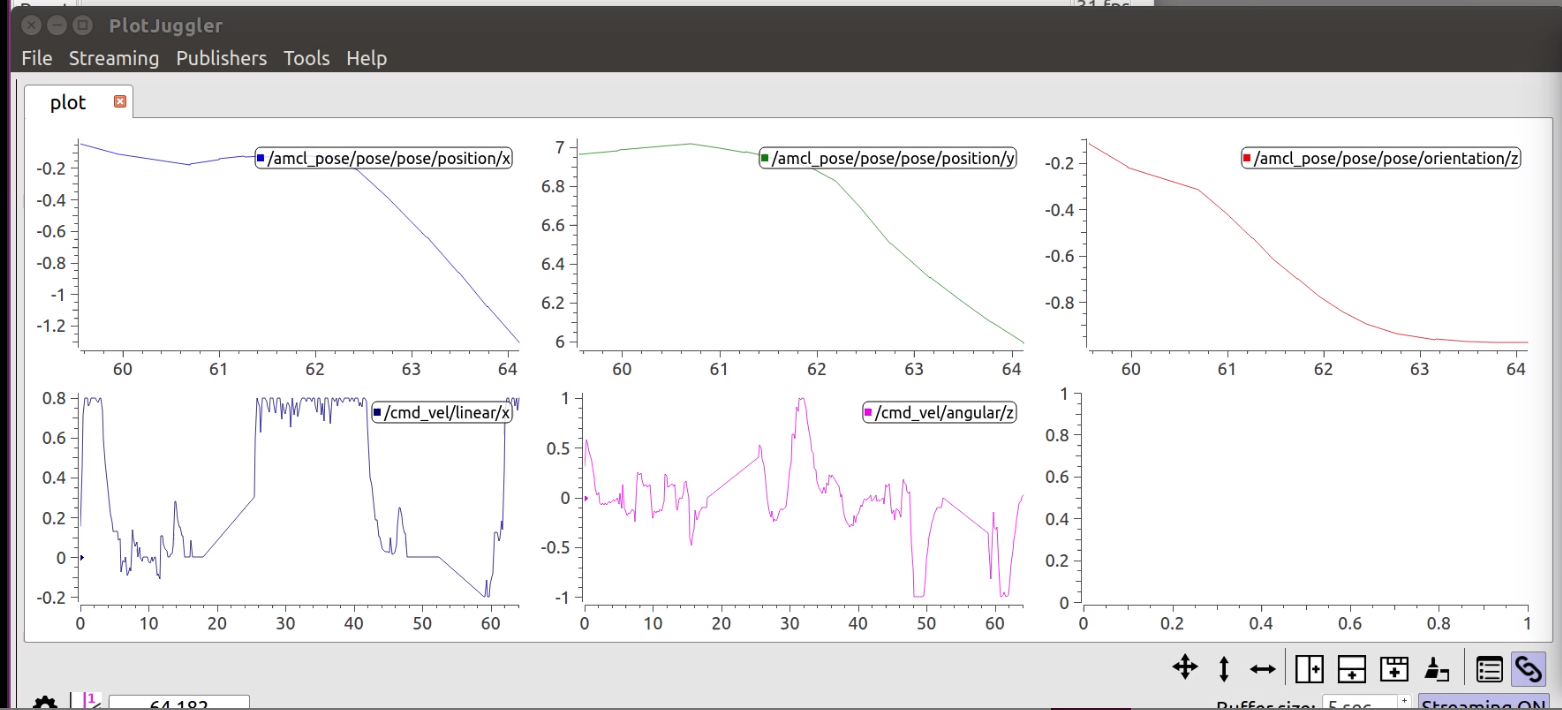 PlotJuggler
File Streaming Publishers Tools Help
plot
/amcl_pose/pose/pose/position/x
-0.2
-0.4
-0.6
-0.8
-1
-1.2
60 61 62 63 64
/amcl_pose/pose/pose/position/y
7
6.8
6.6
6.4
6.2
6
60 61 62 63 64
/amcl_pose/pose/pose/orientation/z
-0.2
-0.4
-0.6
-0.8
60 61 62 63 64
/cmd_vel/linear/x
0.8
0.6
0.4
0.2
0
-0.2
0 10 20 30 40 50 60
/cmd_vel/angular/z
1
0.5
0
-0.5
-1
0 10 20 30 40 50 60
1
0.8
0.6
0.4
0.2
0
0 0.2 0.4 0.6 0.8 1
1
64.182
Buffer size: 5 sec
Streaming ON